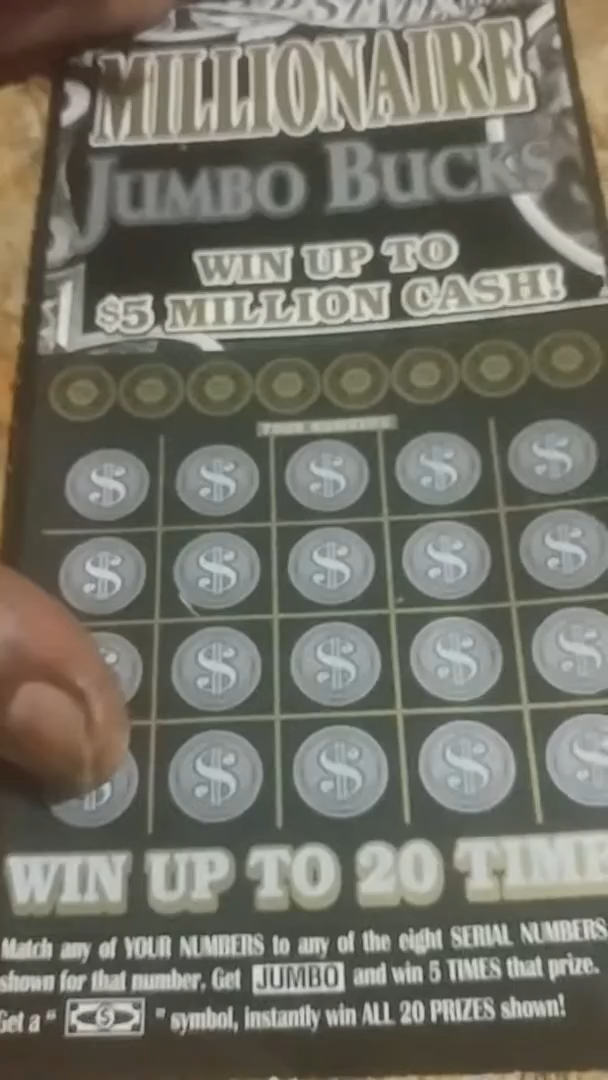 MILLIONAIRE
JUMBO BUCKS
WIN UP TO
$5 MILLION CASH!
WIN UP TO 20 TIME
Match any of YOUR NUMBERS to any of the eight SERIAL NUMBERS
shown for that number. Get JUMBO and win 5 TIMES that prize.
Get a " $ " symbol, instantly win ALL 20 PRIZES shown!